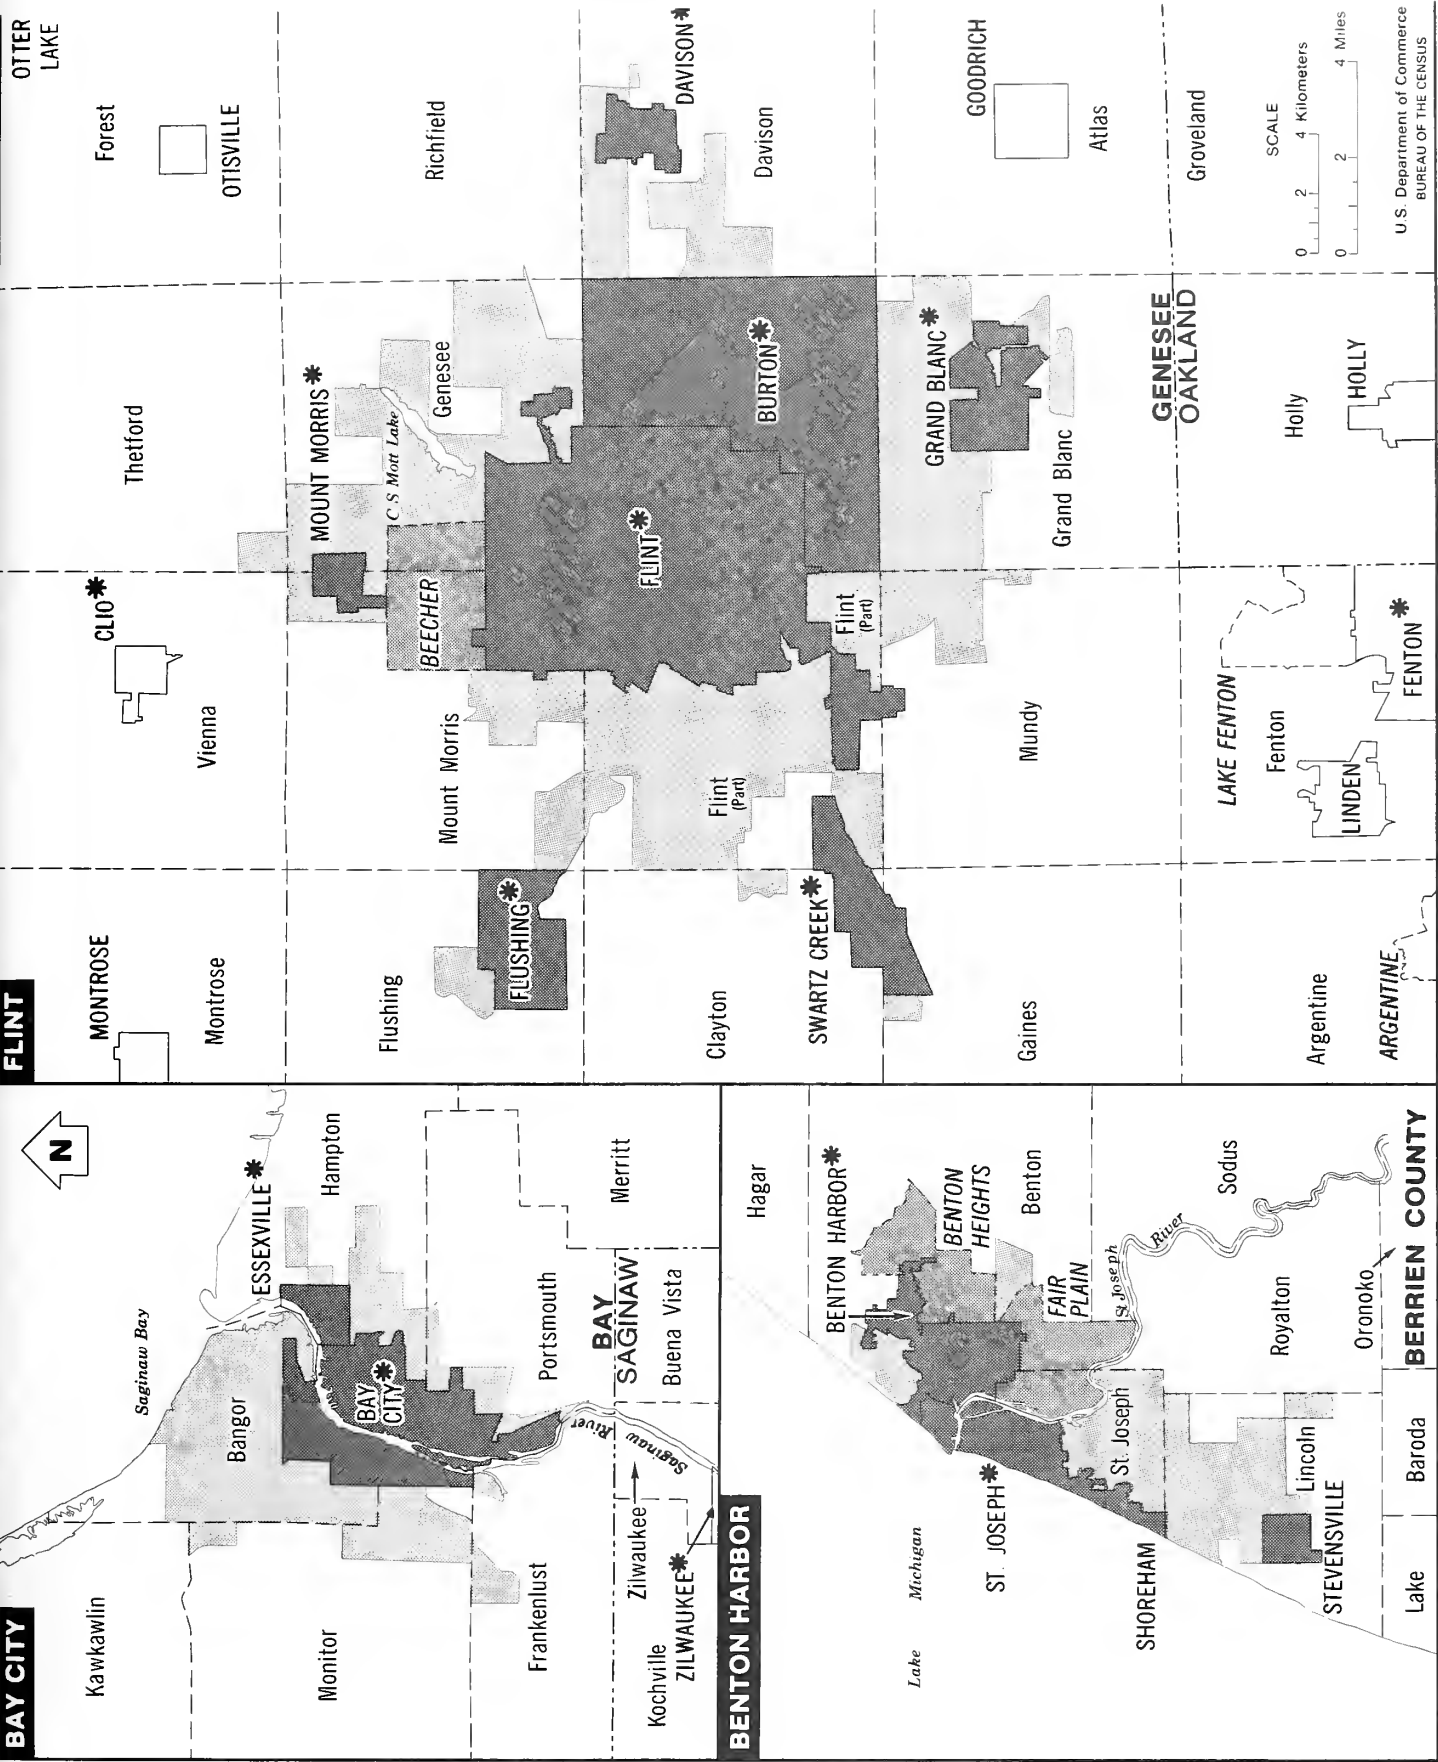 BAY CITY
N
Kawkawlin
Saginaw Bay
Bangor
ESSEXVILLE*
Hampton
Monitor
BAY
CITY*
Frankenlust
Portsmouth
Merritt
Saginaw River
BAY
SAGINAW
Zilwaukee
Kochville
ZILWAUKEE*
Buena Vista
BENTON HARBOR
Hagar
BENTON HARBOR*
BENTON
HEIGHTS
Benton
Lake Michigan
ST. JOSEPH*
FAIR
PLAIN
St. Joseph River
St. Joseph
Sodus
SHOREHAM
Royalton
Lincoln
STEVENSVILLE
Oronoko
Lake
Baroda
BERRIEN COUNTY
FLINT
OTTER
LAKE
MONTROSE
Montrose
CLIO*
Vienna
Thetford
Forest
OTISVILLE
MOUNT MORRIS*
Flushing
FLUSHING*
Mount Morris
BEECHER
C S Mott Lake
Genesee
Richfield
FLINT*
DAVISON*
Davison
Clayton
Flint
(Part)
BURTON*
SWARTZ CREEK*
Flint
(Part)
GRAND BLANC*
GOODRICH
Atlas
Gaines
Mundy
Grand Blanc
GENESEE
OAKLAND
Groveland
LAKE FENTON
Fenton
Argentine
ARGENTINE
LINDEN
FENTON*
Holly
HOLLY
SCALE
0 2 4 Kilometers
0 2 4 Miles
U.S. Department of Commerce
BUREAU OF THE CENSUS